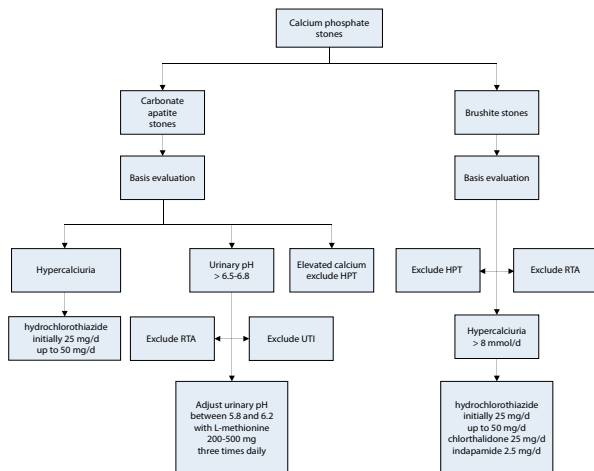 Calcium phosphate
stones
Carbonate
apatite
stones
Brushite stones
Basis evaluation
Basis evaluation
Hypercalciuria
Urinary pH
> 6.5-6.8
Elevated calcium
exclude HPT
Exclude HPT
Exclude RTA
hydrochlorothiazide
initially 25 mg/d
up to 50 mg/d
Exclude RTA
Exclude UTI
Hypercalciuria
> 8 mmol/d
Adjust urinary pH
between 5.8 and 6.2
with L-methionine
200-500 mg
three times daily
hydrochlorothiazide
initially 25 mg/d
up to 50 mg/d
chlorthalidone 25 mg/d
indapamide 2.5 mg/d